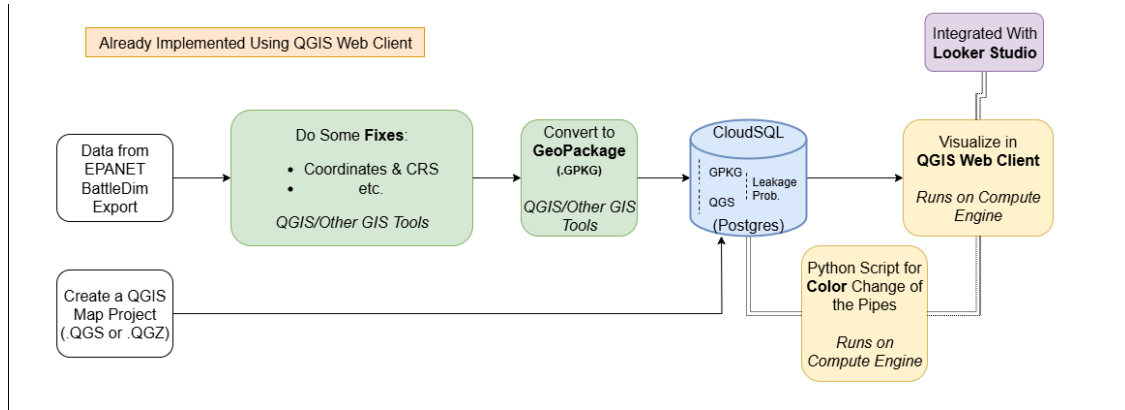 Already Implemented Using QGIS Web Client
Integrated With
Looker Studio
Data from
EPANET
BattleDim
Export
Do Some Fixes:
• Coordinates & CRS
• etc.
QGIS/Other GIS Tools
Convert to
GeoPackage
(.GPKG)
QGIS/Other GIS
Tools
CloudSQL
GPKG
QGS
Leakage
Prob.
(Postgres)
Visualize in
QGIS Web Client
Runs on Compute
Engine
Create a QGIS
Map Project
(.QGS or .QGZ)
Python Script for
Color Change of
the Pipes
Runs on
Compute Engine